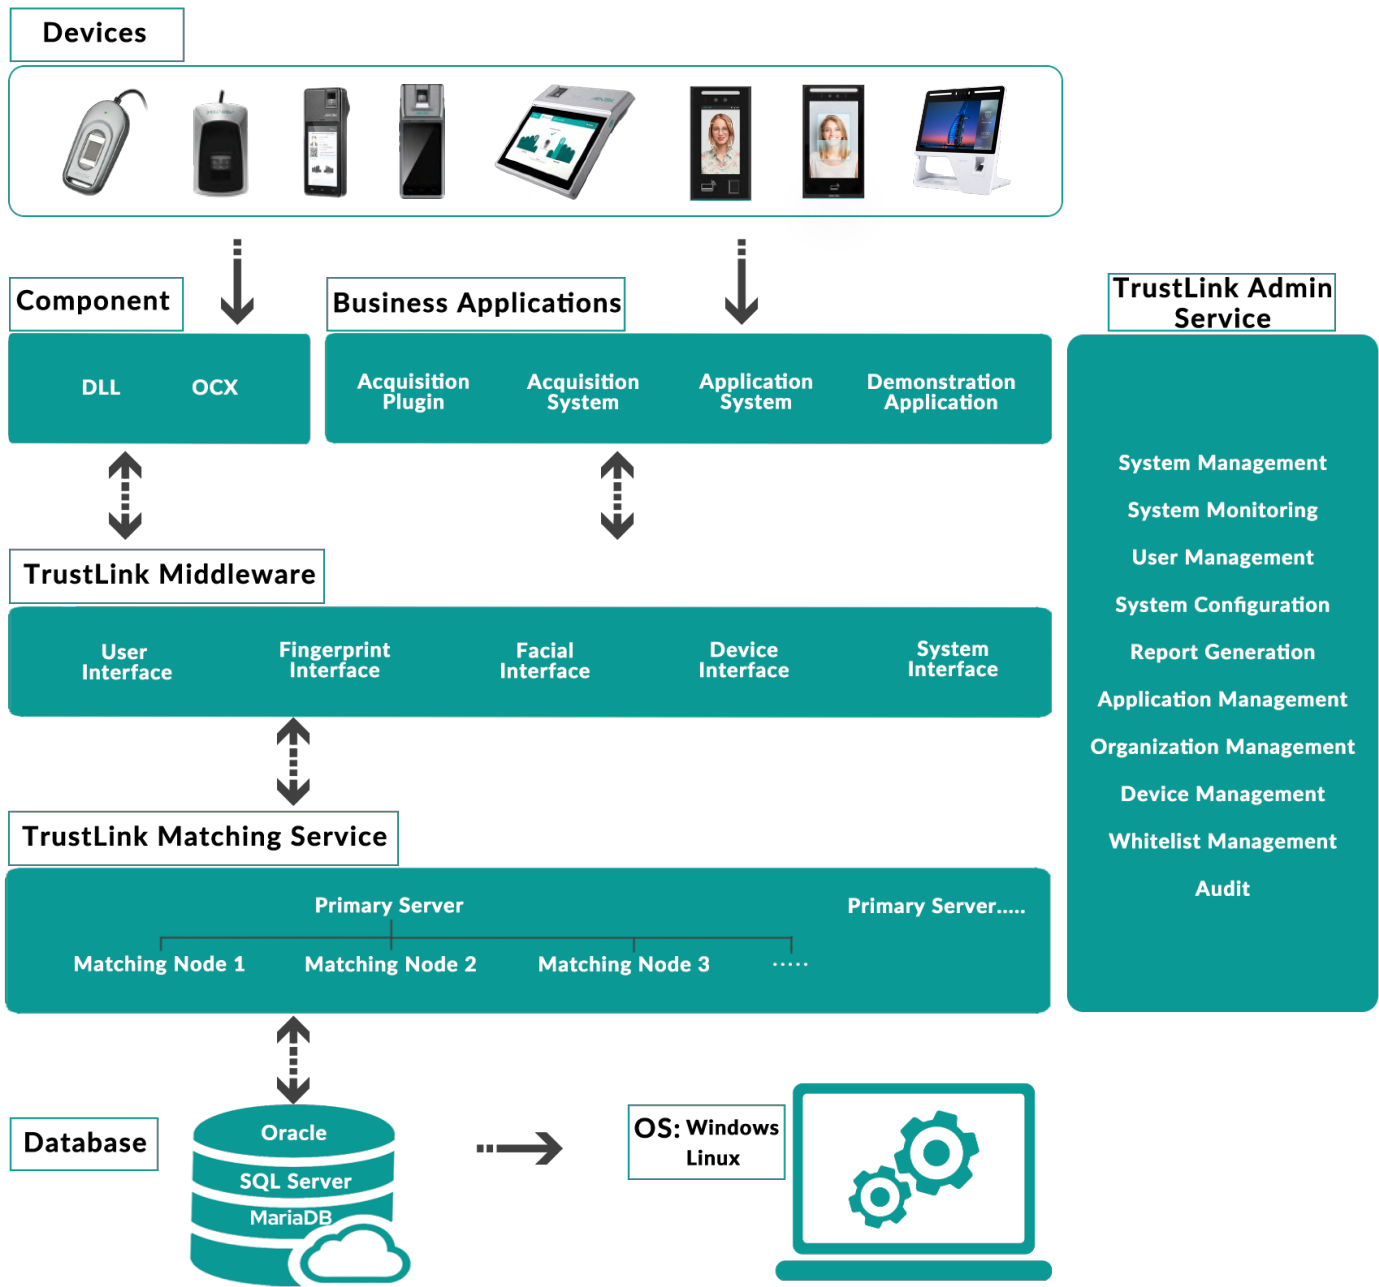 Devices
Component
Business Applications
TrustLink Admin
Service
DLL
OCX
Acquisition
Plugin
Acquisition
System
Application
System
Demonstration
Application
TrustLink Middleware
User
Interface
Fingerprint
Interface
Facial
Interface
Device
Interface
System
Interface
TrustLink Matching Service
Primary Server
Primary Server.....
Matching Node 1
Matching Node 2
Matching Node 3
.....
System Management
System Monitoring
User Management
System Configuration
Report Generation
Application Management
Organization Management
Device Management
Whitelist Management
Audit
Database
Oracle
SQL Server
MariaDB
OS: Windows
Linux